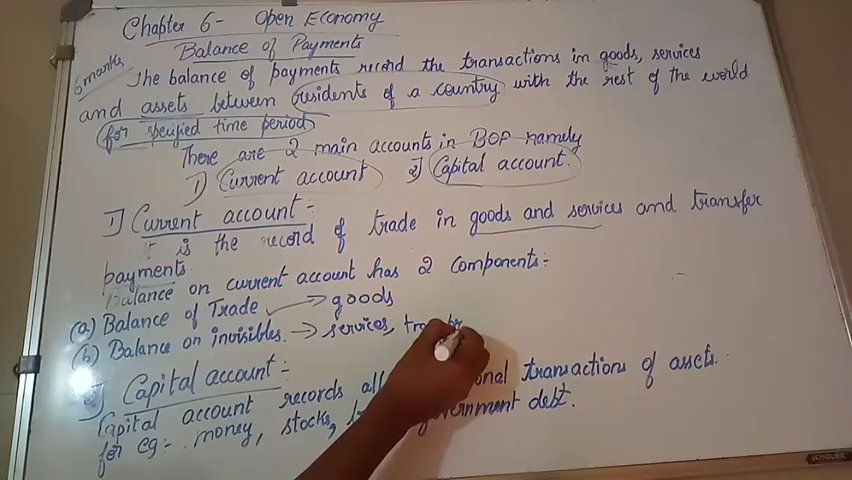 Chapter 6- Open Economy
Balance of Payments
6 marks
The balance of payments record the transactions in goods, services
and assets between residents of a country with the rest of the world
for specified time period
There are 2 main accounts in BOP namely
1) Current account 2) Capital account.
1) Current account:-
It is the record of trade in goods and services and transfer
payments.
Balance on current account has 2 components:-
(a) Balance of Trade → goods
(b) Balance on invisibles. → services,
2) Capital account:-
Capital account records all transactions of assets.
for eg:- money, stocks, debt.
SCHOLAR